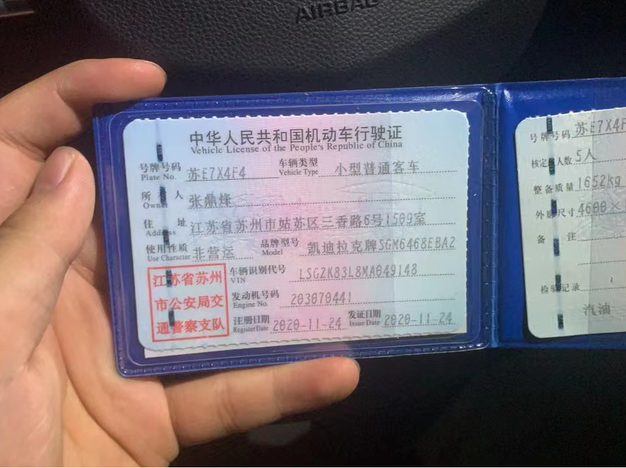 AIRBAG
中华人民共和国机动车行驶证
Vehicle License of the People's Republic of China
号牌号码 Plate No. 苏E7X4F4 车辆类型 Vehicle Type 小型普通客车
所有人 Owner 张鼎烽
住址 Address 江苏省苏州市姑苏区三香路6号1509室
使用性质 Use Character 非营运 品牌型号 Model 凯迪拉克牌SGM6468EBA2
江苏省苏州
市公安局交
通警察支队
车辆识别代号 VIN LSGZK83L8MA049148
发动机号码 Engine No. 203070441
注册日期 Register Date 2020-11-24 发证日期 Issue Date 2020-11-24
号牌号码 苏E7X4F
核定 人数 5人
整备质量 1652kg
外廓尺寸 4600×
备注
检验记录
汽油